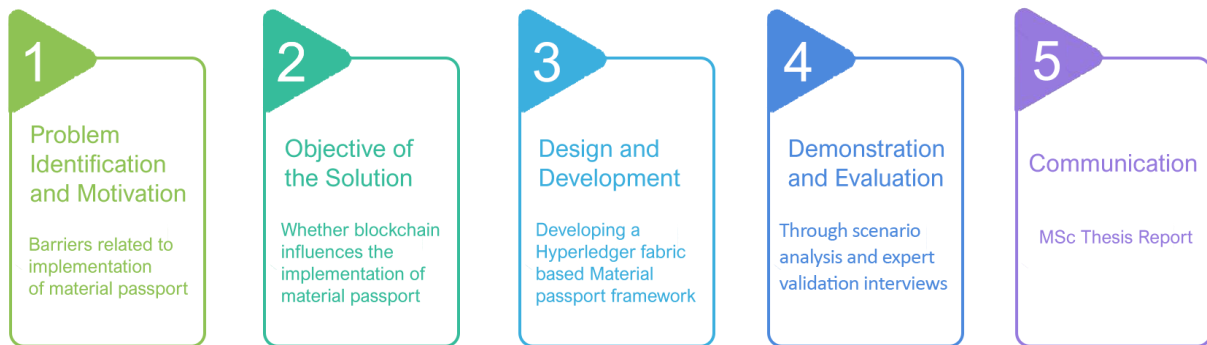 1
Problem
Identification
and Motivation
Barriers related to
implementation
of material passport
2
Objective of
the Solution
Whether blockchain
influences the
implementation of
material passport
3
Design and
Development
Developing a
Hyperledger fabric
based Material
passport framework
4
Demonstration
and Evaluation
Through scenario
analysis and expert
validation interviews
5
Communication
MSc Thesis Report